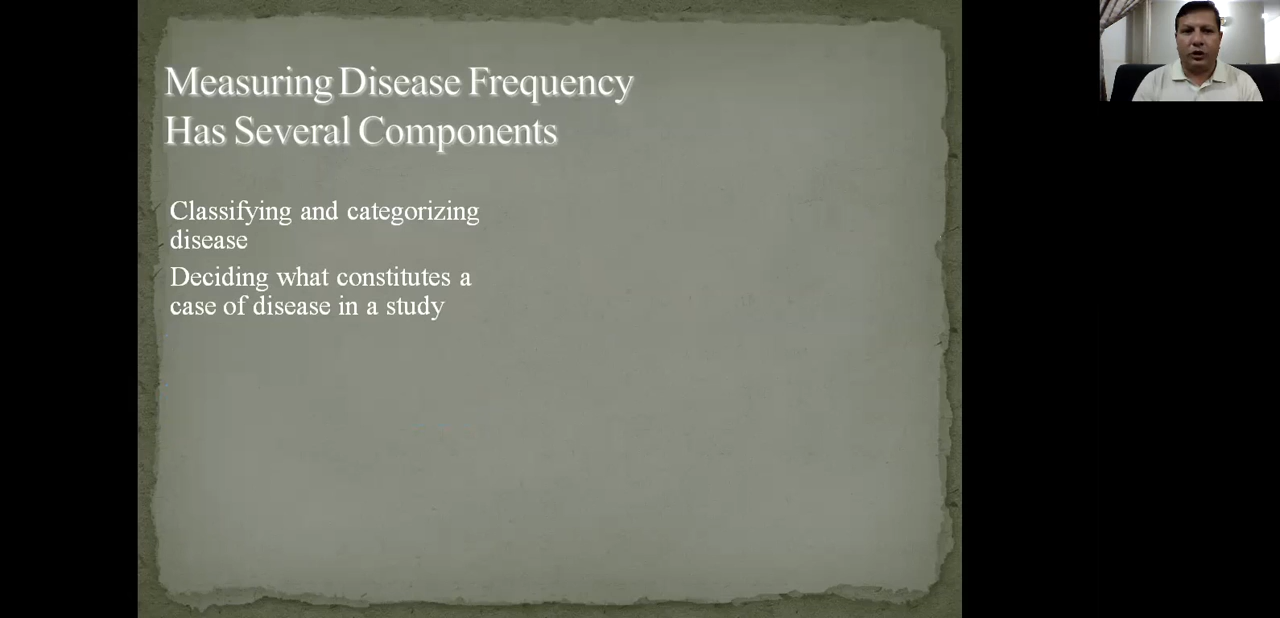 Measuring Disease Frequency
Has Several Components
Classifying and categorizing
disease
Deciding what constitutes a
case of disease in a study